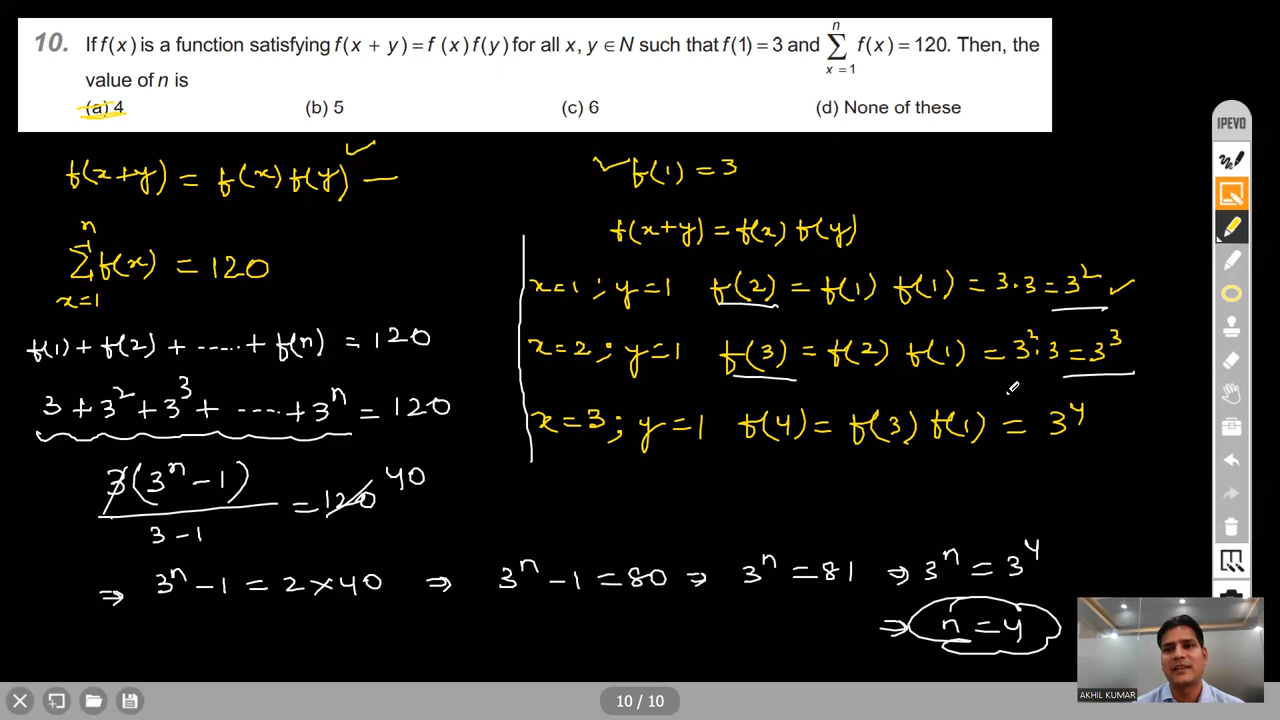 10. If f(x) is a function satisfying f(x + y) = f (x) f(y) for all x, y ∈ N such that f(1) = 3 and ∑ₓ₌₁ⁿ f(x) = 120. Then, the
value of n is
(a) 4 (b) 5 (c) 6 (d) None of these
f(x+y) = f(x) f(y) ✓ —
n
∑ f(x) = 120
x=1
f(1) + f(2) + ..... + f(n) = 120
3 + 3² + 3³ + ..... + 3ⁿ = 120
3(3ⁿ - 1)
3 - 1
= 120 40
✓ f(1) = 3
f(x+y) = f(x) f(y)
x=1 ; y=1 f(2) = f(1) f(1) = 3·3 = 3² ✓
x=2 ; y=1 f(3) = f(2) f(1) = 3²·3 = 3³
x=3 ; y=1 f(4) = f(3) f(1) = 3⁴
⇒ 3ⁿ - 1 = 2 × 40 ⇒ 3ⁿ - 1 = 80 ⇒ 3ⁿ = 81 ⇒ 3ⁿ = 3⁴
⇒ n = 4
IPEVO
AKHIL KUMAR
10 / 10